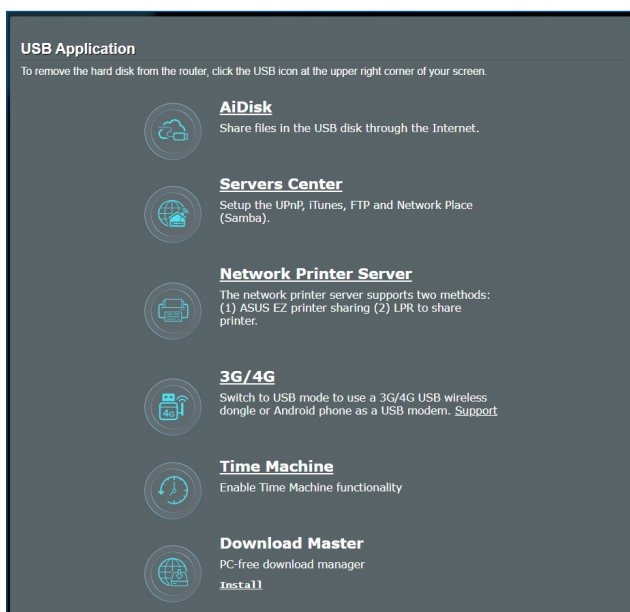 USB Application
To remove the hard disk from the router, click the USB icon at the upper right corner of your screen.
AiDisk
Share files in the USB disk through the Internet.
Servers Center
Setup the UPnP, iTunes, FTP and Network Place
(Samba).
Network Printer Server
The network printer server supports two methods:
(1) ASUS EZ printer sharing (2) LPR to share
printer.
3G/4G
Switch to USB mode to use a 3G/4G USB wireless
dongle or Android phone as a USB modem. Support
4G
Time Machine
Enable Time Machine functionality
Download Master
PC-free download manager
Install